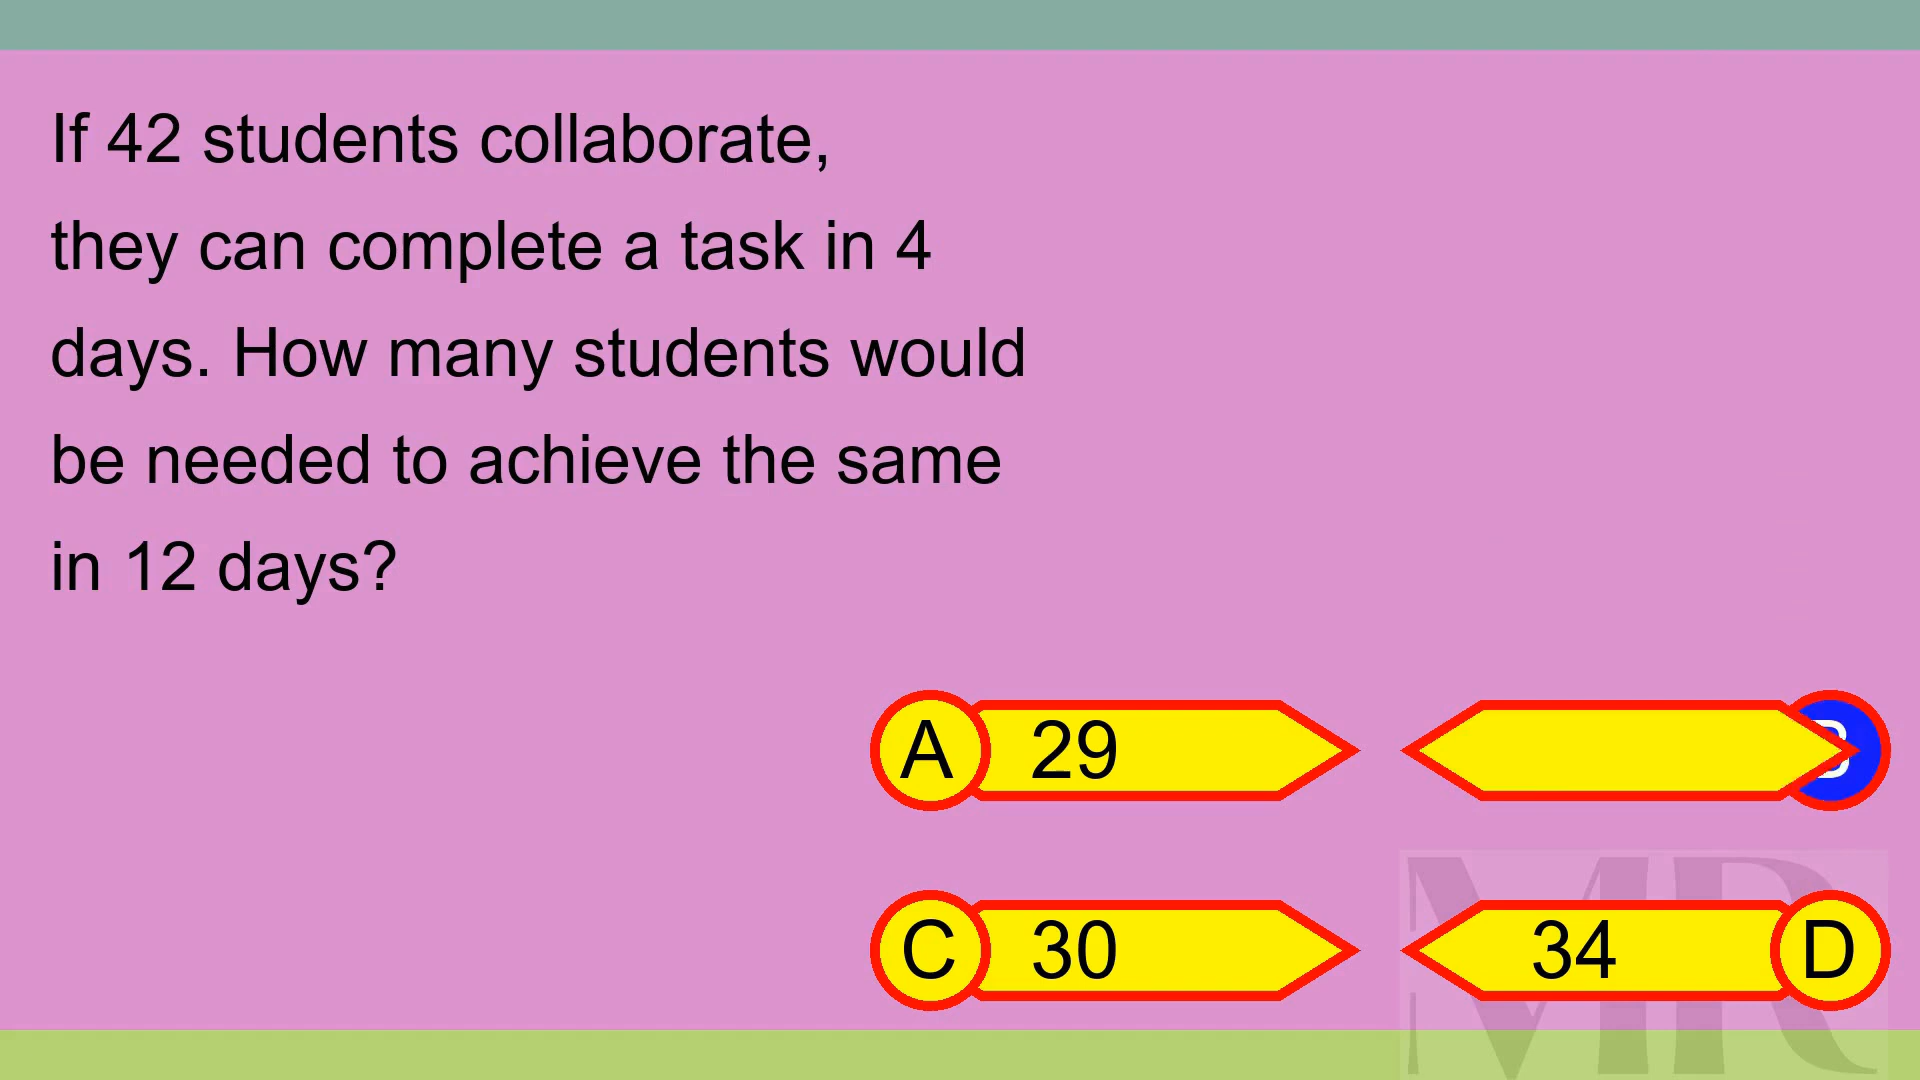 If 42 students collaborate,
they can complete a task in 4
days. How many students would
be needed to achieve the same
in 12 days?
A 29
B
C 30
34 D
MR